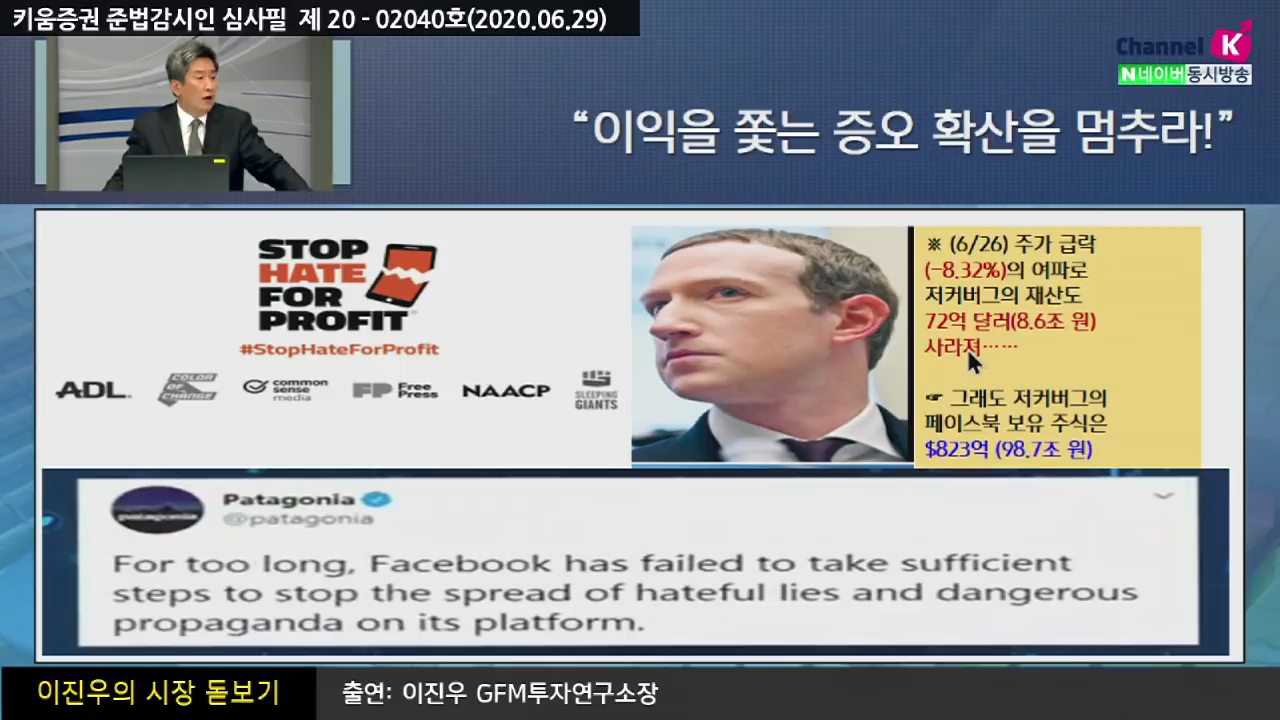 키움증권 준법감시인 심사필 제 20 - 02040호(2020.06.29)
Channel K
N 네이버 동시방송
“이익을 쫓는 증오 확산을 멈추라!”
STOP
HATE
FOR
PROFIT
#StopHateForProfit
ADL.
COLOR OF CHANGE
common sense media
FP Free Press
NAACP
SLEEPING GIANTS
※ (6/26) 주가 급락
(-8.32%)의 여파로
저커버그의 재산도
72억 달러(8.6조 원)
사라져……
☞ 그래도 저커버그의
페이스북 보유 주식은
$823억 (98.7조 원)
patagonia
Patagonia
@patagonia
For too long, Facebook has failed to take sufficient
steps to stop the spread of hateful lies and dangerous
propaganda on its platform.
이진우의 시장 돋보기
출연: 이진우 GFM투자연구소장